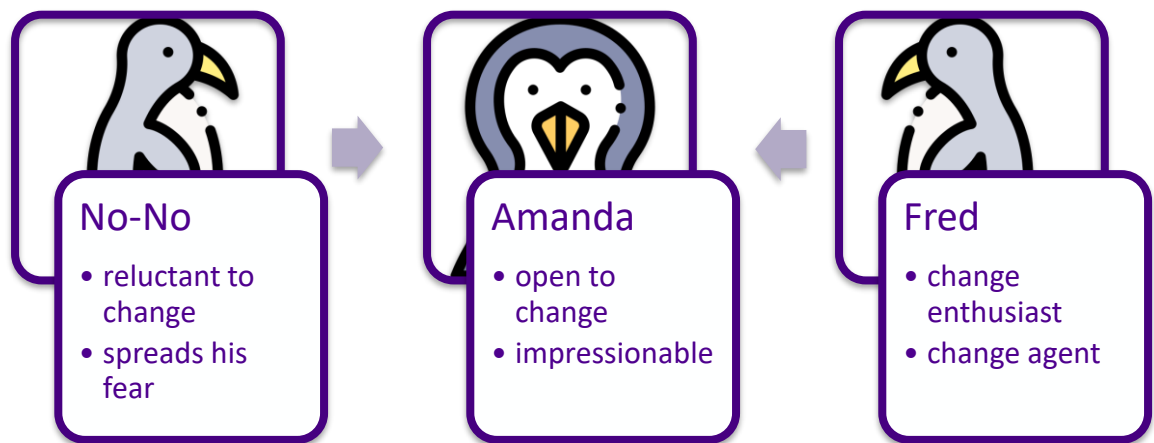 No-No
• reluctant to
change
• spreads his
fear
Amanda
• open to
change
• impressionable
Fred
• change
enthusiast
• change agent